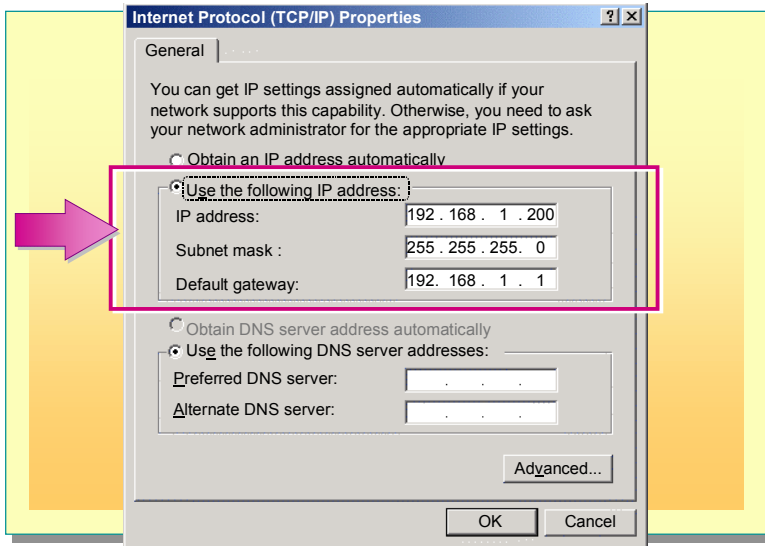 Internet Protocol (TCP/IP) Properties
General
You can get IP settings assigned automatically if your
network supports this capability. Otherwise, you need to ask
your network administrator for the appropriate IP settings.
Obtain an IP address automatically
Use the following IP address:
IP address: 192 . 168 . 1 . 200
Subnet mask : 255 . 255 . 255. 0
Default gateway: 192. 168 . 1 . 1
Obtain DNS server address automatically
Use the following DNS server addresses:
Preferred DNS server: . . .
Alternate DNS server: . . .
Advanced...
OK Cancel